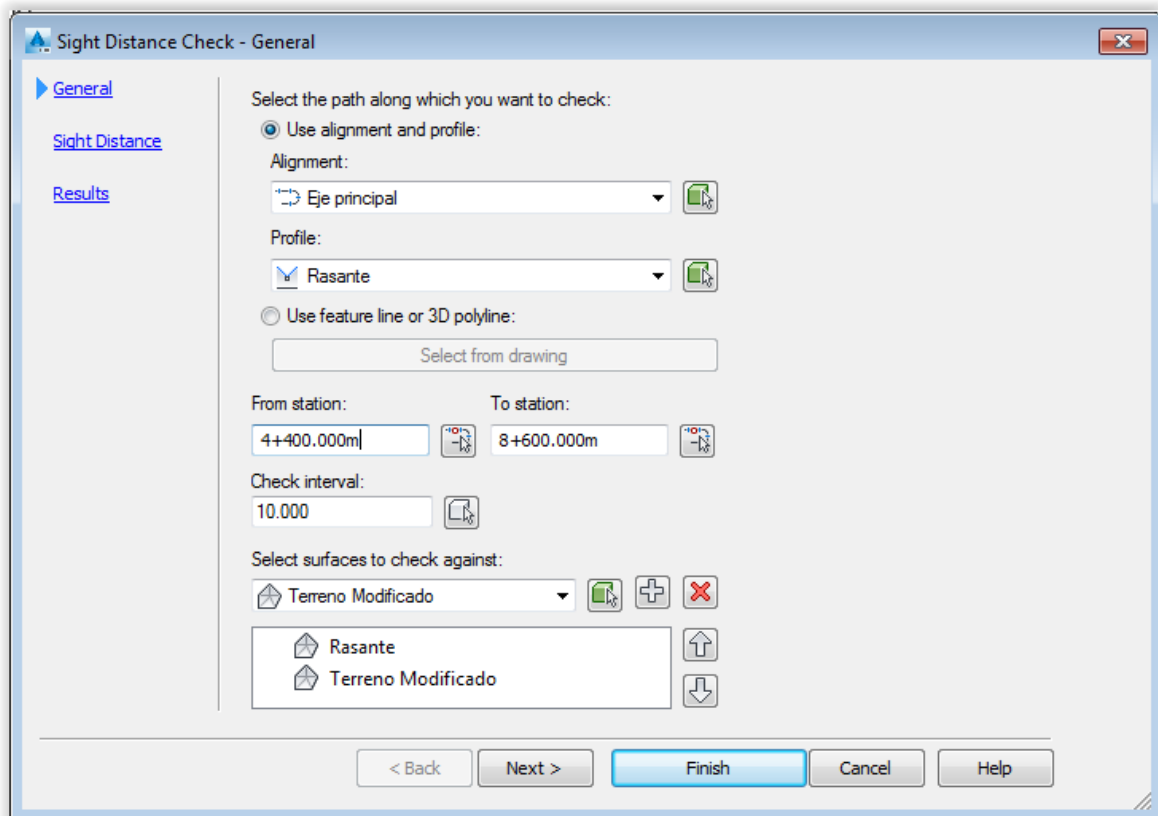 Sight Distance Check - General
General
Sight Distance
Results
Select the path along which you want to check:
Use alignment and profile:
Alignment:
Eje principal
Profile:
Rasante
Use feature line or 3D polyline:
Select from drawing
From station: To station:
4+400.000m 8+600.000m
Check interval:
10.000
Select surfaces to check against:
Terreno Modificado
Rasante
Terreno Modificado
< Back Next > Finish Cancel Help